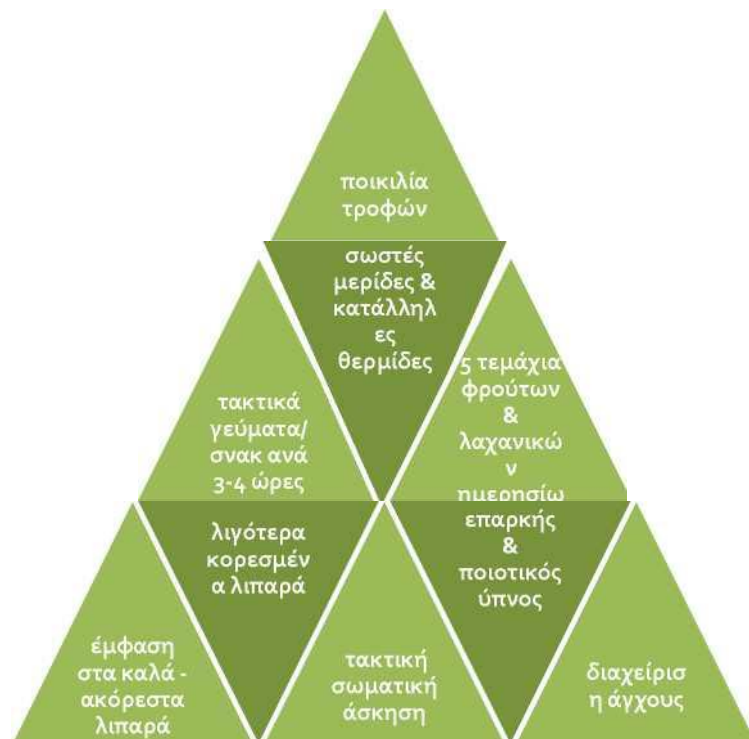 ποικιλία
τροφών
σωστές
μερίδες &
κατάλληλ
ες
θερμίδες
τακτικά
γεύματα/
σνακ ανά
3-4 ώρες
5 τεμάχια
φρούτων
&
λαχανικώ
ν
ημερησίω
λιγότερα
κορεσμέν
α λιπαρά
επαρκής
&
ποιοτικός
ύπνος
έμφαση
στα καλά -
ακόρεστα
λιπαρά
τακτική
σωματική
άσκηση
διαχείρισ
η άγχους